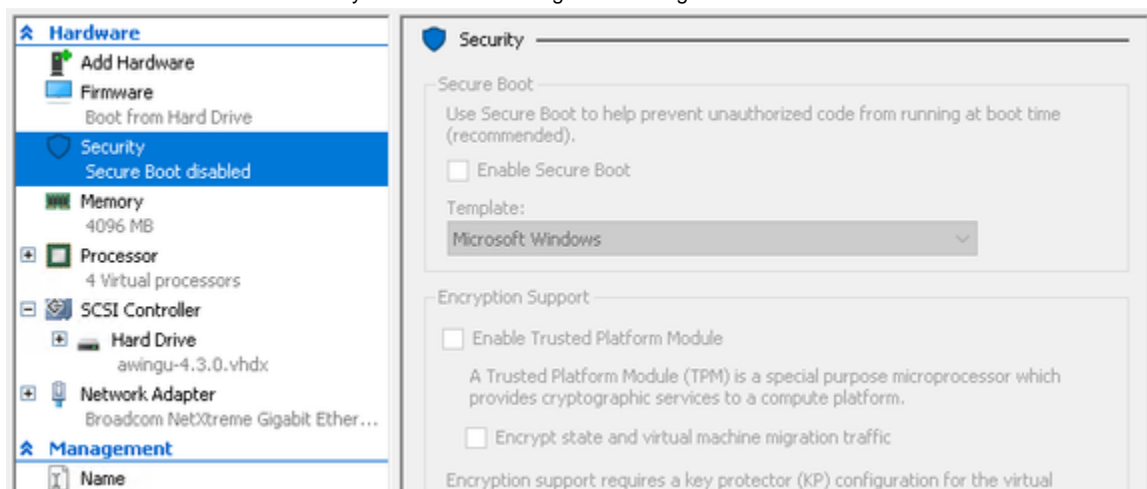 Hardware
Add Hardware
Firmware
Boot from Hard Drive
Security
Secure Boot disabled
Memory
4096 MB
Processor
4 Virtual processors
SCSI Controller
Hard Drive
awingu-4.3.0.vhdx
Network Adapter
Broadcom NetXtreme Gigabit Ether...
Management
Name
Security
Secure Boot
Use Secure Boot to help prevent unauthorized code from running at boot time
(recommended).
Enable Secure Boot
Template:
Microsoft Windows
Encryption Support
Enable Trusted Platform Module
A Trusted Platform Module (TPM) is a special purpose microprocessor which
provides cryptographic services to a compute platform.
Encrypt state and virtual machine migration traffic
Encryption support requires a key protector (KP) configuration for the virtual